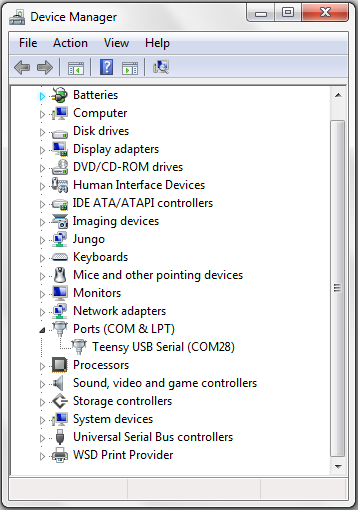 Device Manager
File Action View Help
Batteries
Computer
Disk drives
Display adapters
DVD/CD-ROM drives
Human Interface Devices
IDE ATA/ATAPI controllers
Imaging devices
Jungo
Keyboards
Mice and other pointing devices
Monitors
Network adapters
Ports (COM & LPT)
Teensy USB Serial (COM28)
Processors
Sound, video and game controllers
Storage controllers
System devices
Universal Serial Bus controllers
WSD Print Provider